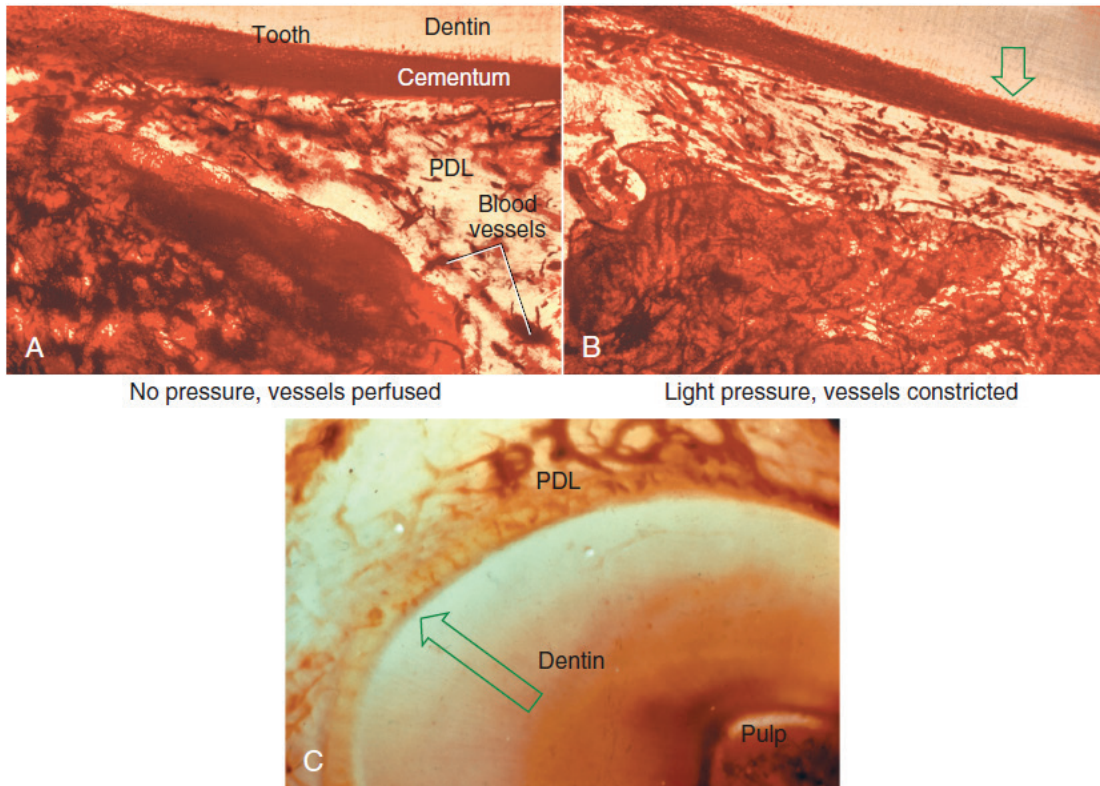 Tooth
Dentin
Cementum
PDL
Blood
vessels
A
B
No pressure, vessels perfused
Light pressure, vessels constricted
PDL
Dentin
Pulp
C